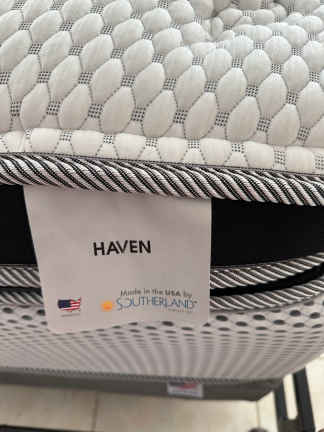 HAVEN
Made in the USA by
SOUTHERLAND